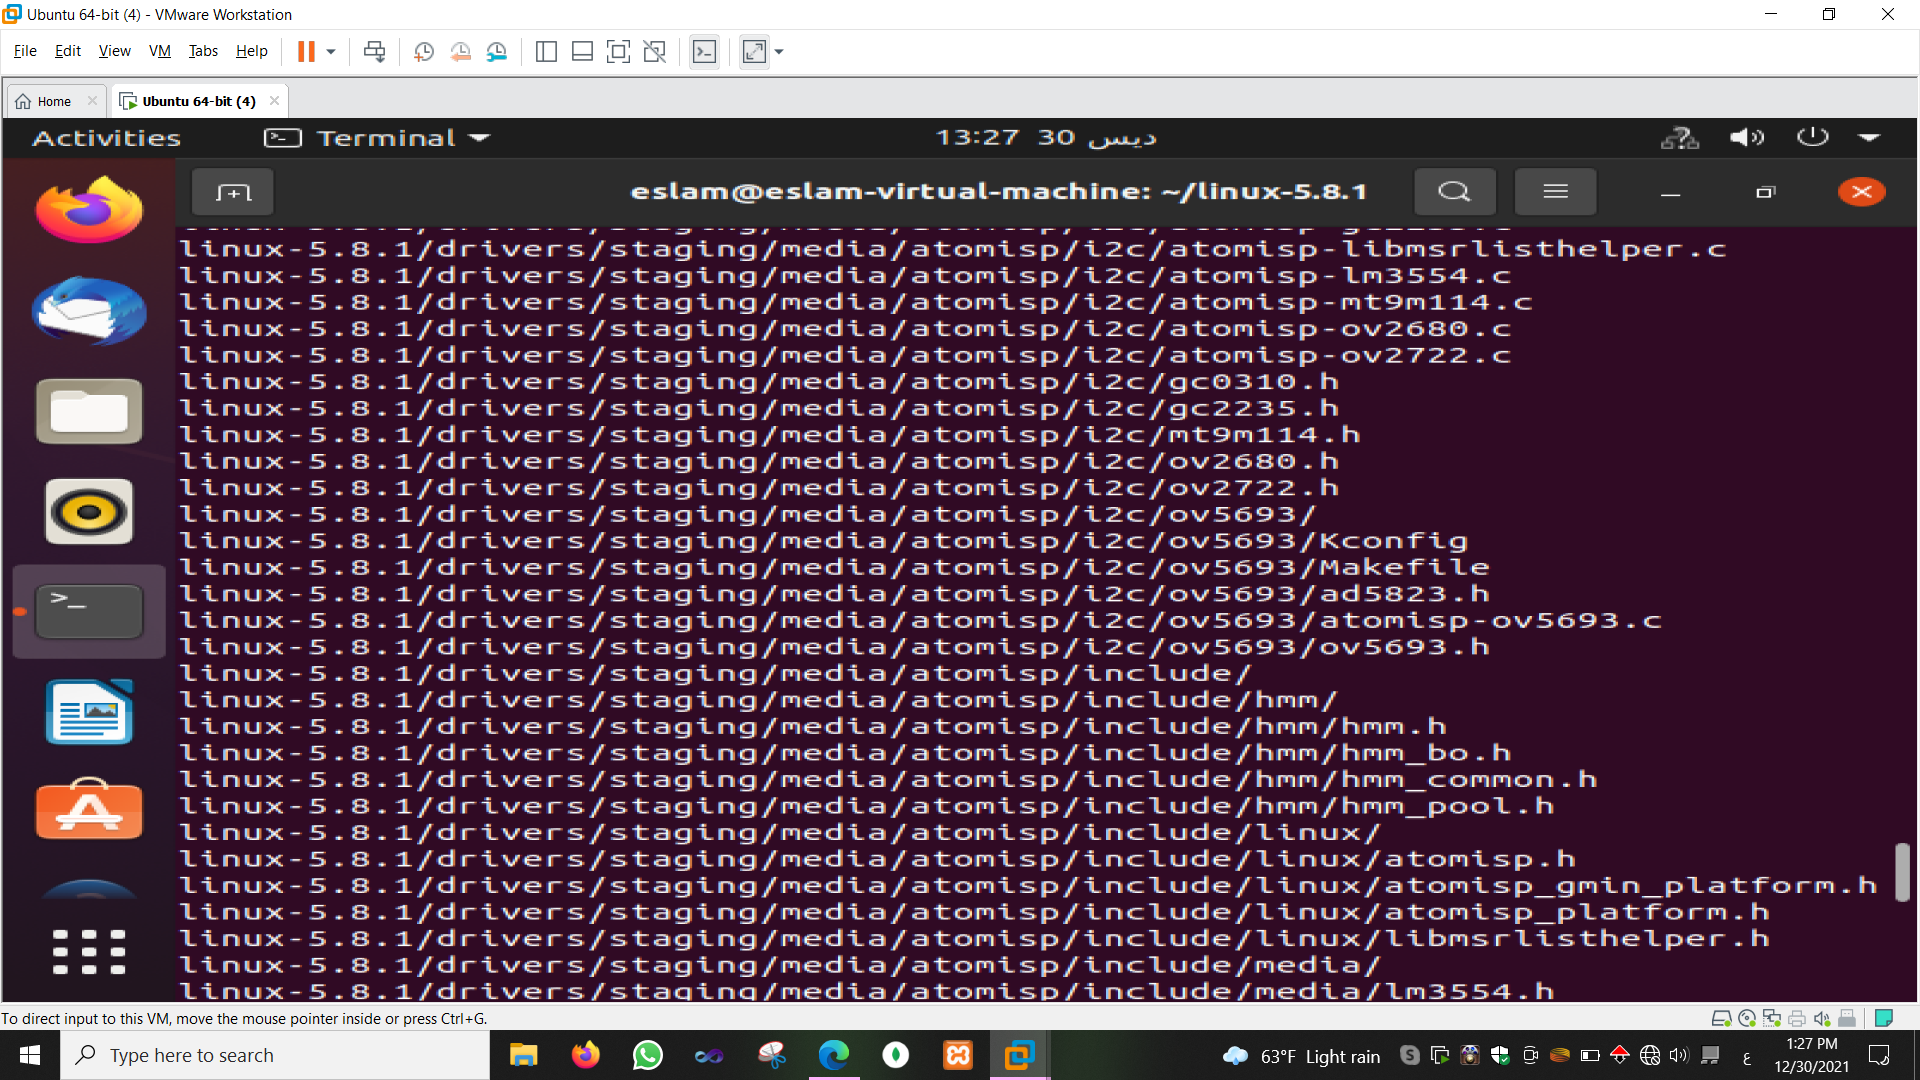 Ubuntu 64-bit (4) - VMware Workstation
File Edit View VM Tabs Help
Home Ubuntu 64-bit (4)
Activities Terminal 13:27 30 ديس
eslam@eslam-virtual-machine: ~/linux-5.8.1
linux-5.8.1/drivers/staging/media/atomisp/i2c/atomisp-libmsrlisthelper.c
linux-5.8.1/drivers/staging/media/atomisp/i2c/atomisp-lm3554.c
linux-5.8.1/drivers/staging/media/atomisp/i2c/atomisp-mt9m114.c
linux-5.8.1/drivers/staging/media/atomisp/i2c/atomisp-ov2680.c
linux-5.8.1/drivers/staging/media/atomisp/i2c/atomisp-ov2722.c
linux-5.8.1/drivers/staging/media/atomisp/i2c/gc0310.h
linux-5.8.1/drivers/staging/media/atomisp/i2c/gc2235.h
linux-5.8.1/drivers/staging/media/atomisp/i2c/mt9m114.h
linux-5.8.1/drivers/staging/media/atomisp/i2c/ov2680.h
linux-5.8.1/drivers/staging/media/atomisp/i2c/ov2722.h
linux-5.8.1/drivers/staging/media/atomisp/i2c/ov5693/
linux-5.8.1/drivers/staging/media/atomisp/i2c/ov5693/Kconfig
linux-5.8.1/drivers/staging/media/atomisp/i2c/ov5693/Makefile
linux-5.8.1/drivers/staging/media/atomisp/i2c/ov5693/ad5823.h
linux-5.8.1/drivers/staging/media/atomisp/i2c/ov5693/atomisp-ov5693.c
linux-5.8.1/drivers/staging/media/atomisp/i2c/ov5693/ov5693.h
linux-5.8.1/drivers/staging/media/atomisp/include/
linux-5.8.1/drivers/staging/media/atomisp/include/hmm/
linux-5.8.1/drivers/staging/media/atomisp/include/hmm/hmm.h
linux-5.8.1/drivers/staging/media/atomisp/include/hmm/hmm_bo.h
linux-5.8.1/drivers/staging/media/atomisp/include/hmm/hmm_common.h
linux-5.8.1/drivers/staging/media/atomisp/include/hmm/hmm_pool.h
linux-5.8.1/drivers/staging/media/atomisp/include/linux/
linux-5.8.1/drivers/staging/media/atomisp/include/linux/atomisp.h
linux-5.8.1/drivers/staging/media/atomisp/include/linux/atomisp_gmin_platform.h
linux-5.8.1/drivers/staging/media/atomisp/include/linux/atomisp_platform.h
linux-5.8.1/drivers/staging/media/atomisp/include/linux/libmsrlisthelper.h
linux-5.8.1/drivers/staging/media/atomisp/include/media/
linux-5.8.1/drivers/staging/media/atomisp/include/media/lm3554.h
To direct input to this VM, move the mouse pointer inside or press Ctrl+G.
Type here to search
63°F Light rain
ع
1:27 PM
12/30/2021